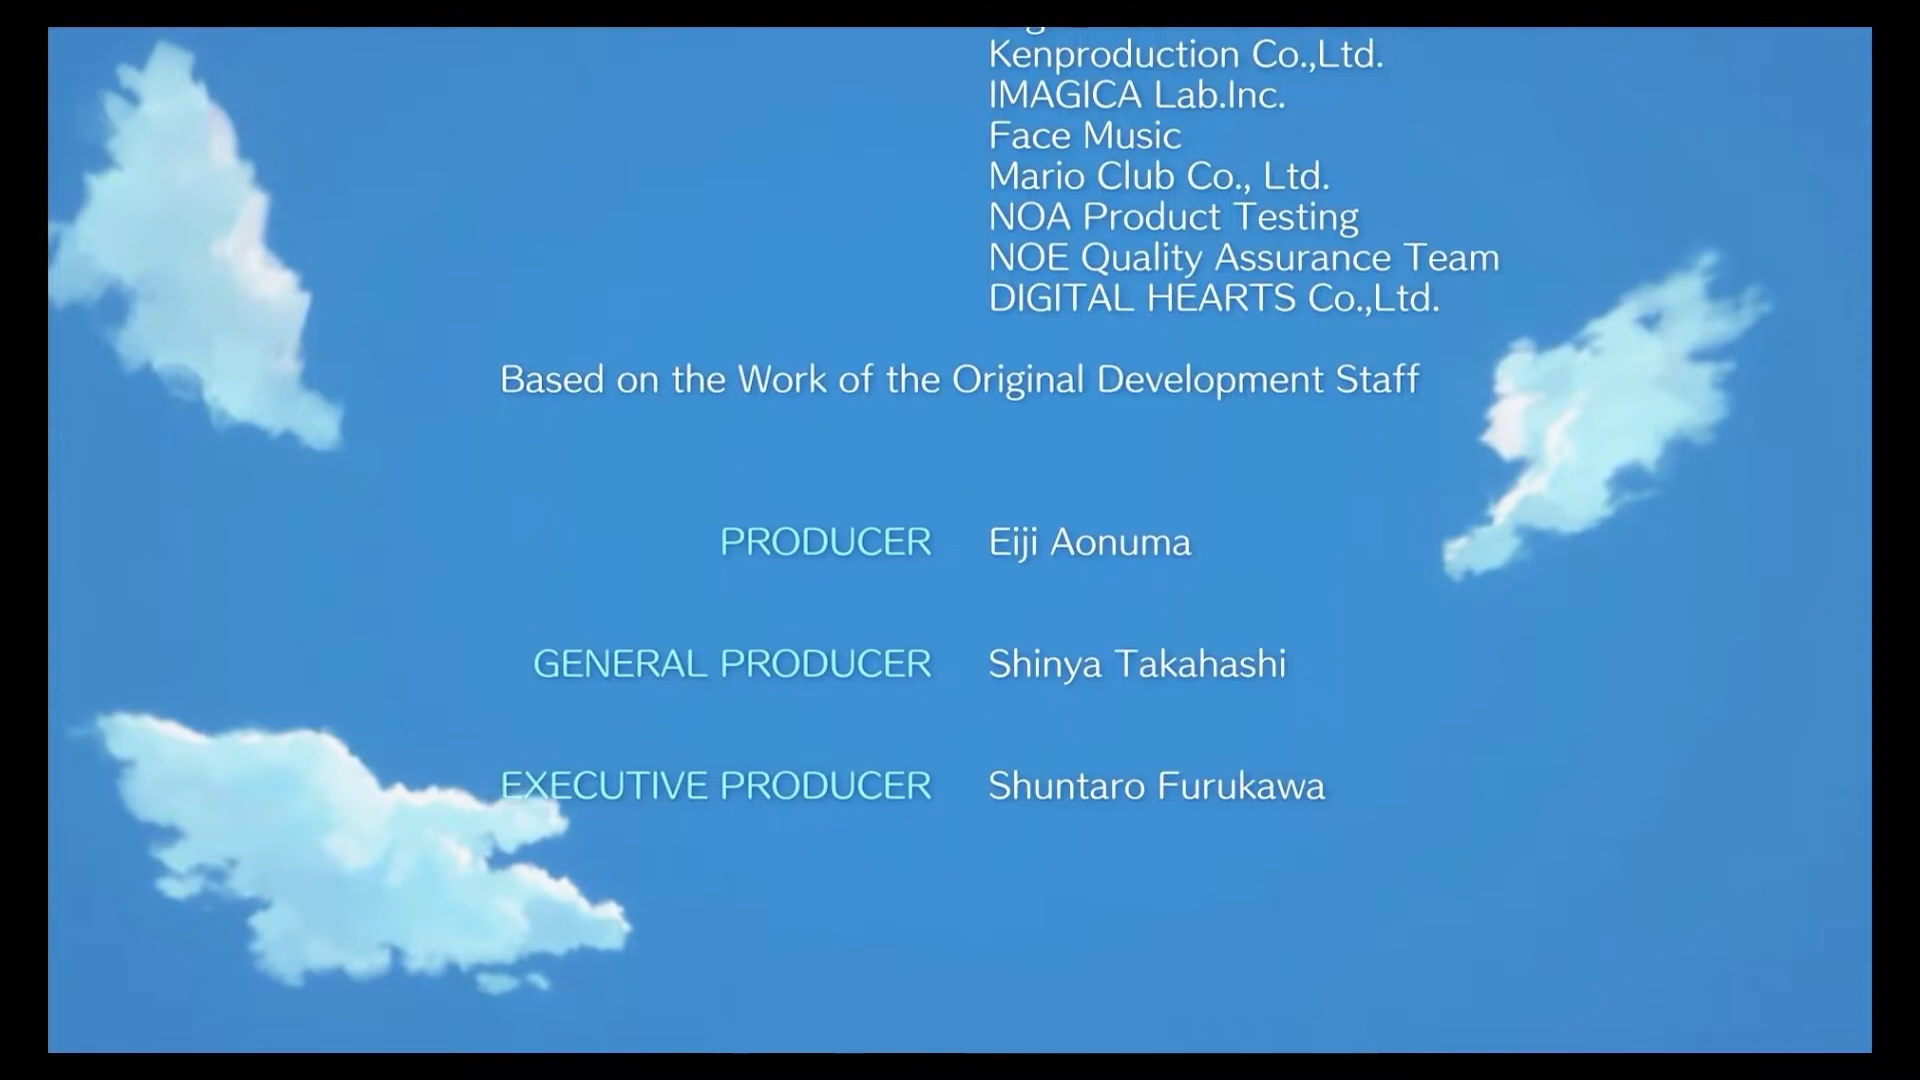 Kenproduction Co.,Ltd.
IMAGICA Lab.Inc.
Face Music
Mario Club Co., Ltd.
NOA Product Testing
NOE Quality Assurance Team
DIGITAL HEARTS Co.,Ltd.
Based on the Work of the Original Development Staff
PRODUCER Eiji Aonuma
GENERAL PRODUCER Shinya Takahashi
EXECUTIVE PRODUCER Shuntaro Furukawa